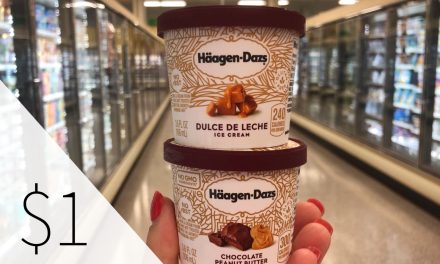 Häagen-Dazs
DULCE DE LECHE
ICE CREAM
240
Häagen-Dazs
CHOCOLATE
PEANUT BUTTER
$1